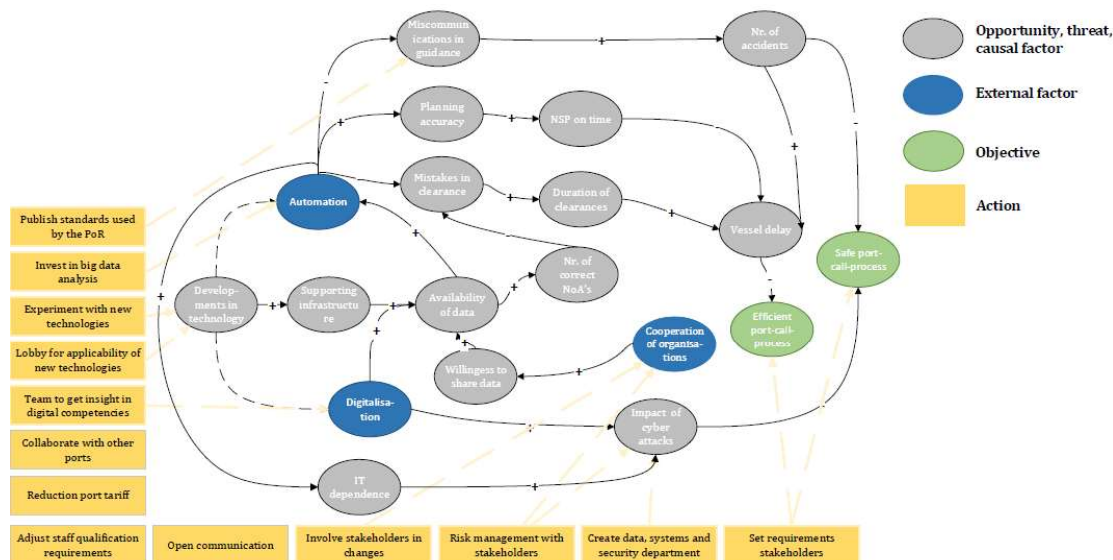 Miscommun
ications in
guidance
Nr. of
accidents
Opportunity, threat,
causal factor
External factor
Objective
Action
Planning
accuracy
NSP on time
Mistakes in
clearance
Duration of
clearances
Vessel delay
Automation
Safe port-
call-process
Nr. of
correct
NoA's
Develop-
ments in
technology
Supporting
infrastructu
re
Availability
of data
Cooperation
of organisa-
tions
Efficient
port-call-
process
Willingess to
share data
Digitalisa-
tion
Impact of
cyber
attacks
IT
dependence
Publish standards used
by the PoR
Invest in big data
analysis
Experiment with new
technologies
Lobby for applicability of
new technologies
Team to get insight in
digital competencies
Collaborate with other
ports
Reduction port tariff
Adjust staff qualification
requirements
Open communication
Involve stakeholders in
changes
Risk management with
stakeholders
Create data, systems and
security department
Set requirements
stakeholders